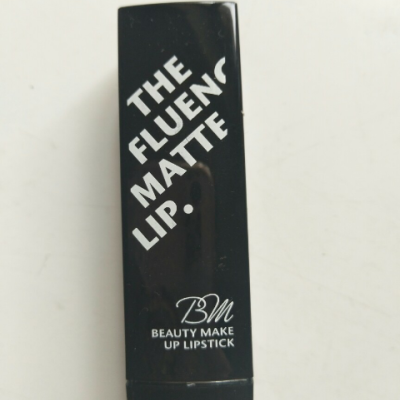 THE
FLUENC
MATTE
LIP.
BM
BEAUTY MAKE
UP LIPSTICK